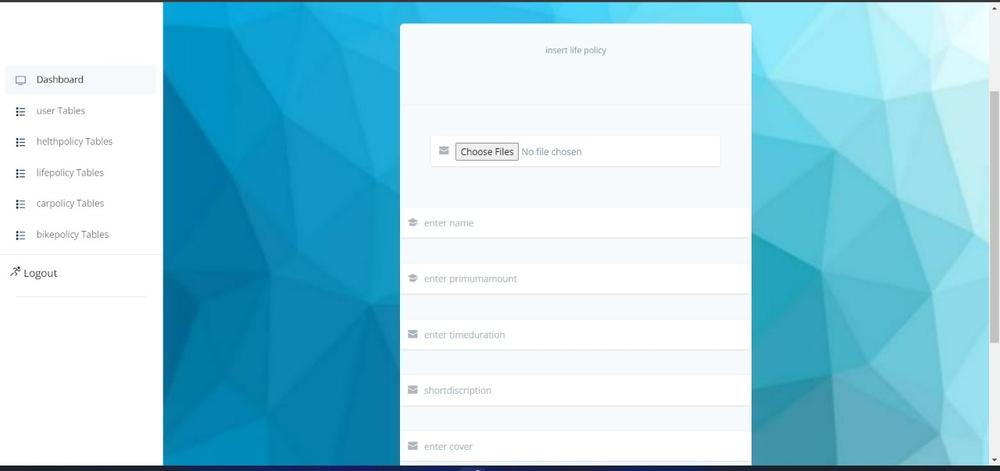 Dashboard
user Tables
helthpolicy Tables
lifepolicy Tables
carpolicy Tables
bikepolicy Tables
Logout
insert life policy
Choose Files No file chosen
enter name
enter primumamount
enter timeduration
shortdiscription
enter cover